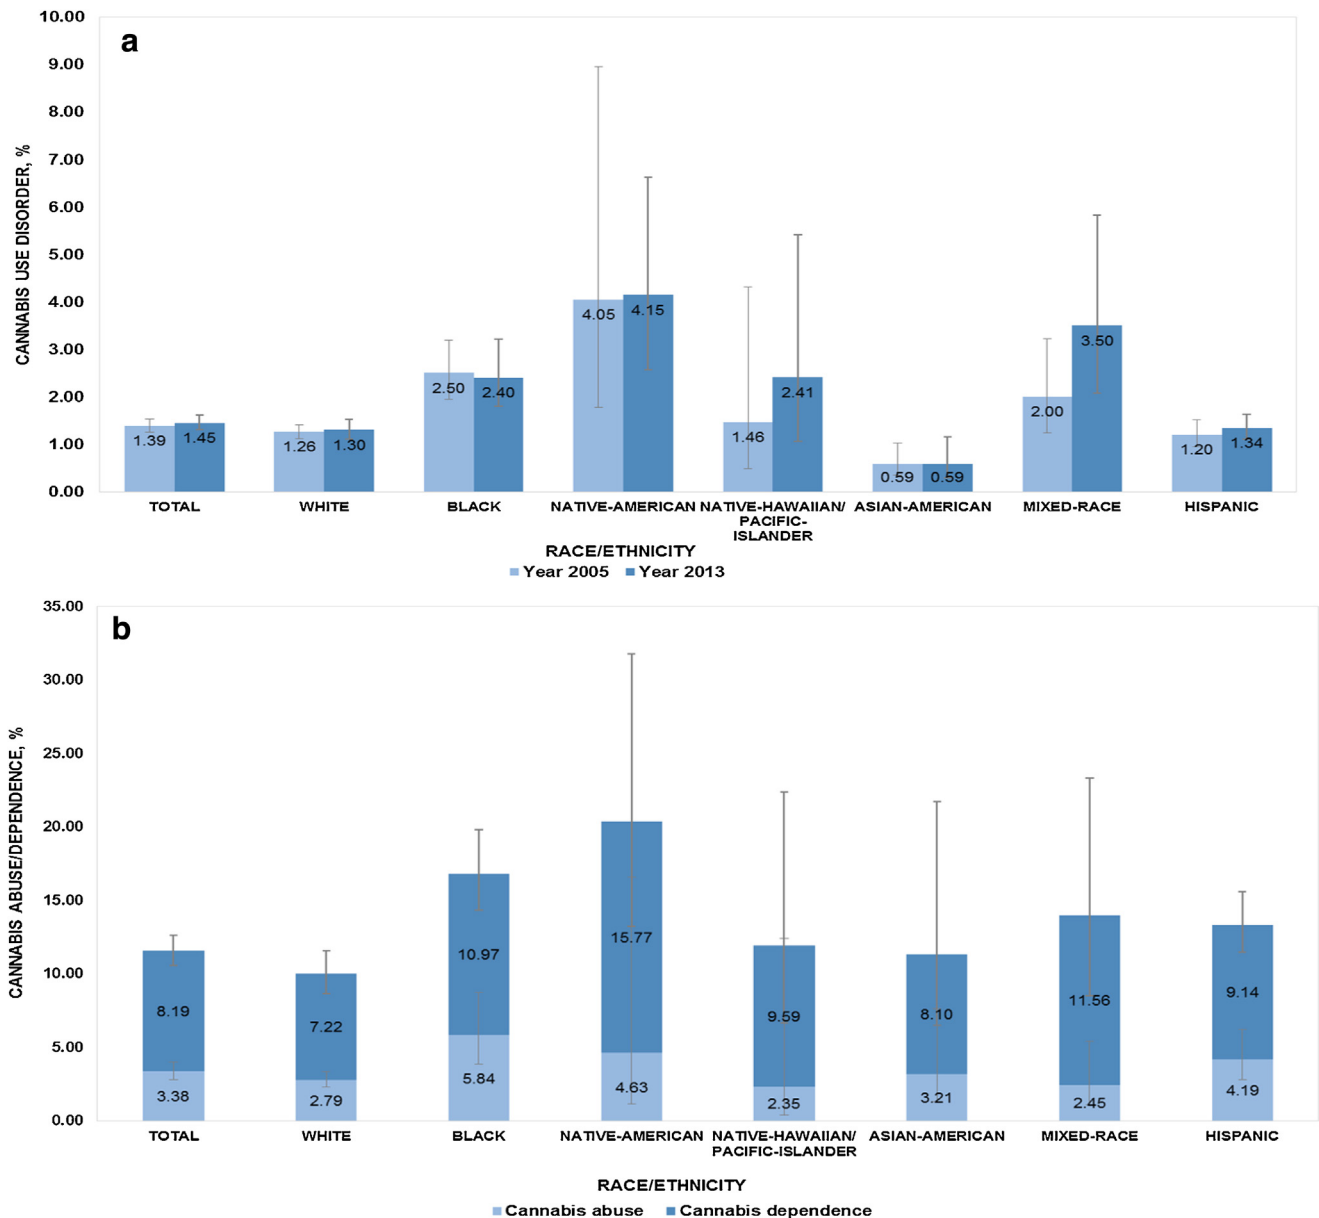 a
CANNABIS USE DISORDER, %
10.00
9.00
8.00
7.00
6.00
5.00
4.00
3.00
2.00
1.00
0.00
1.39 1.45 1.26 1.30 2.50 2.40 4.05 4.15 1.46 2.41 0.59 0.59 2.00 3.50 1.20 1.34
TOTAL WHITE BLACK NATIVE-AMERICAN NATIVE-HAWAIIAN/ ASIAN-AMERICAN MIXED-RACE HISPANIC
PACIFIC-
ISLANDER
RACE/ETHNICITY
Year 2005 Year 2013
b
CANNABIS ABUSE/DEPENDENCE, %
35.00
30.00
25.00
20.00
15.00
10.00
5.00
0.00
8.19 7.22 10.97 15.77 9.59 8.10 11.56 9.14
3.38 2.79 5.84 4.63 2.35 3.21 2.45 4.19
TOTAL WHITE BLACK NATIVE-AMERICAN NATIVE-HAWAIIAN/ ASIAN-AMERICAN MIXED-RACE HISPANIC
PACIFIC-ISLANDER
RACE/ETHNICITY
Cannabis abuse Cannabis dependence